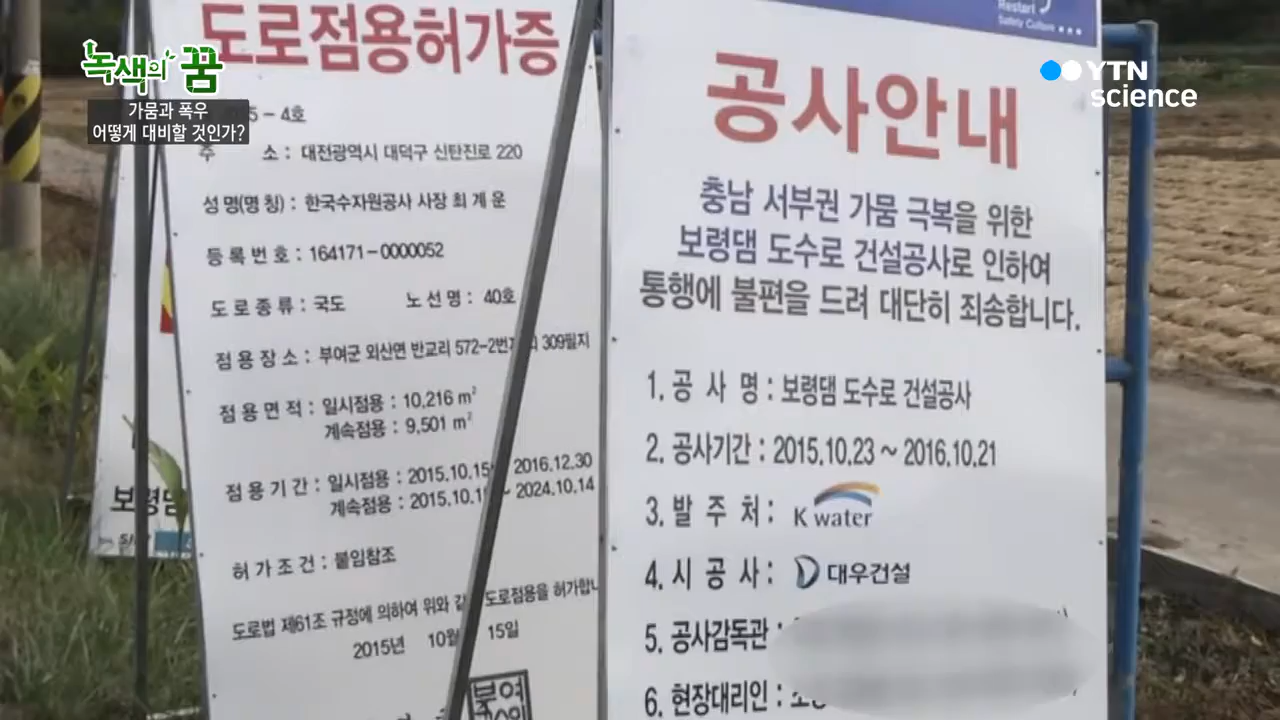 녹색의 꿈
가뭄과 폭우
어떻게 대비할 것인가?
YTN
science
도로점용허가증
5-4호
주 소 : 대전광역시 대덕구 신탄진로 220
성 명(명 칭) : 한국수자원공사 사장 최 계 운
등 록 번 호 : 164171-0000052
도 로 종 류 : 국도 노 선 명 : 40호
점 용 장 소 : 부여군 외산면 반교리 572-2번지 309필지
점 용 면 적 : 일시점용 : 10,216 m²
계속점용 : 9,501 m²
점 용 기 간 : 일시점용 : 2015.10.15 2016.12.30
계속점용 : 2015.10.1 ~ 2024.10.14
허 가 조 건 : 붙임참조
도로법 제61조 규정에 의하여 위와 같 도로점용을 허가합니
2015년 10월 15일
부여
보령댐
Restart
Safety Culture
공사안내
충남 서부권 가뭄 극복을 위한
보령댐 도수로 건설공사로 인하여
통행에 불편을 드려 대단히 죄송합니다.
1. 공 사 명 : 보령댐 도수로 건설공사
2. 공사기간 : 2015.10.23 ~ 2016.10.21
3. 발 주 처 : K water
4. 시 공 사 : 대우건설
5. 공사감독관 :
6. 현장대리인 :